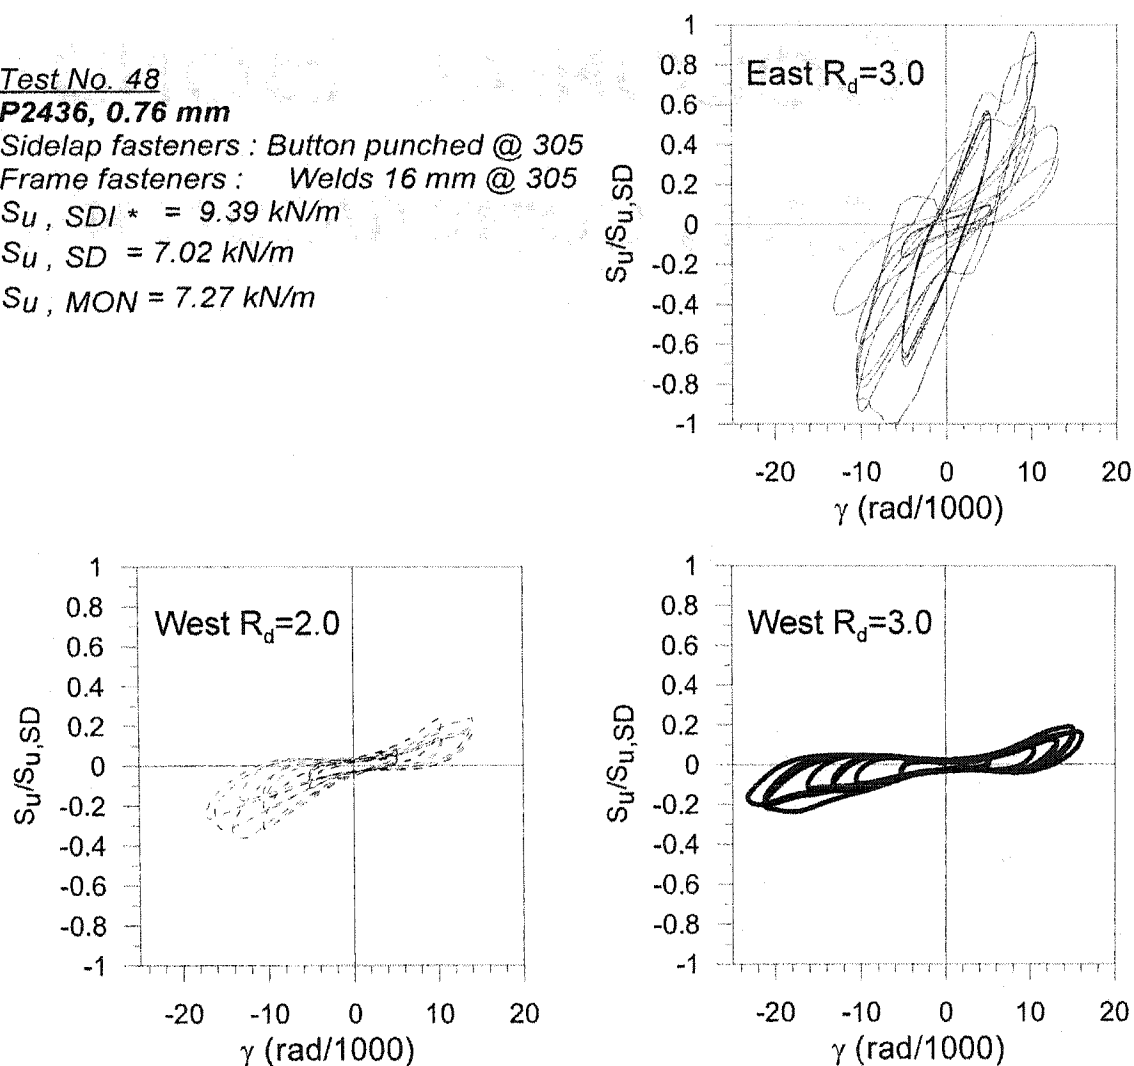 Test No. 48
P2436, 0.76 mm
Sidelap fasteners : Button punched @ 305
Frame fasteners : Welds 16 mm @ 305
Su , SDI * = 9.39 kN/m
Su , SD = 7.02 kN/m
Su , MON = 7.27 kN/m
East Rd=3.0
1
0.8
0.6
0.4
0.2
0
-0.2
-0.4
-0.6
-0.8
-1
Su/Su,SD
-20 -10 0 10 20
γ (rad/1000)
West Rd=2.0
1
0.8
0.6
0.4
0.2
0
-0.2
-0.4
-0.6
-0.8
-1
Su/Su,SD
-20 -10 0 10 20
γ (rad/1000)
West Rd=3.0
1
0.8
0.6
0.4
0.2
0
-0.2
-0.4
-0.6
-0.8
-1
Su/Su,SD
-20 -10 0 10 20
γ (rad/1000)